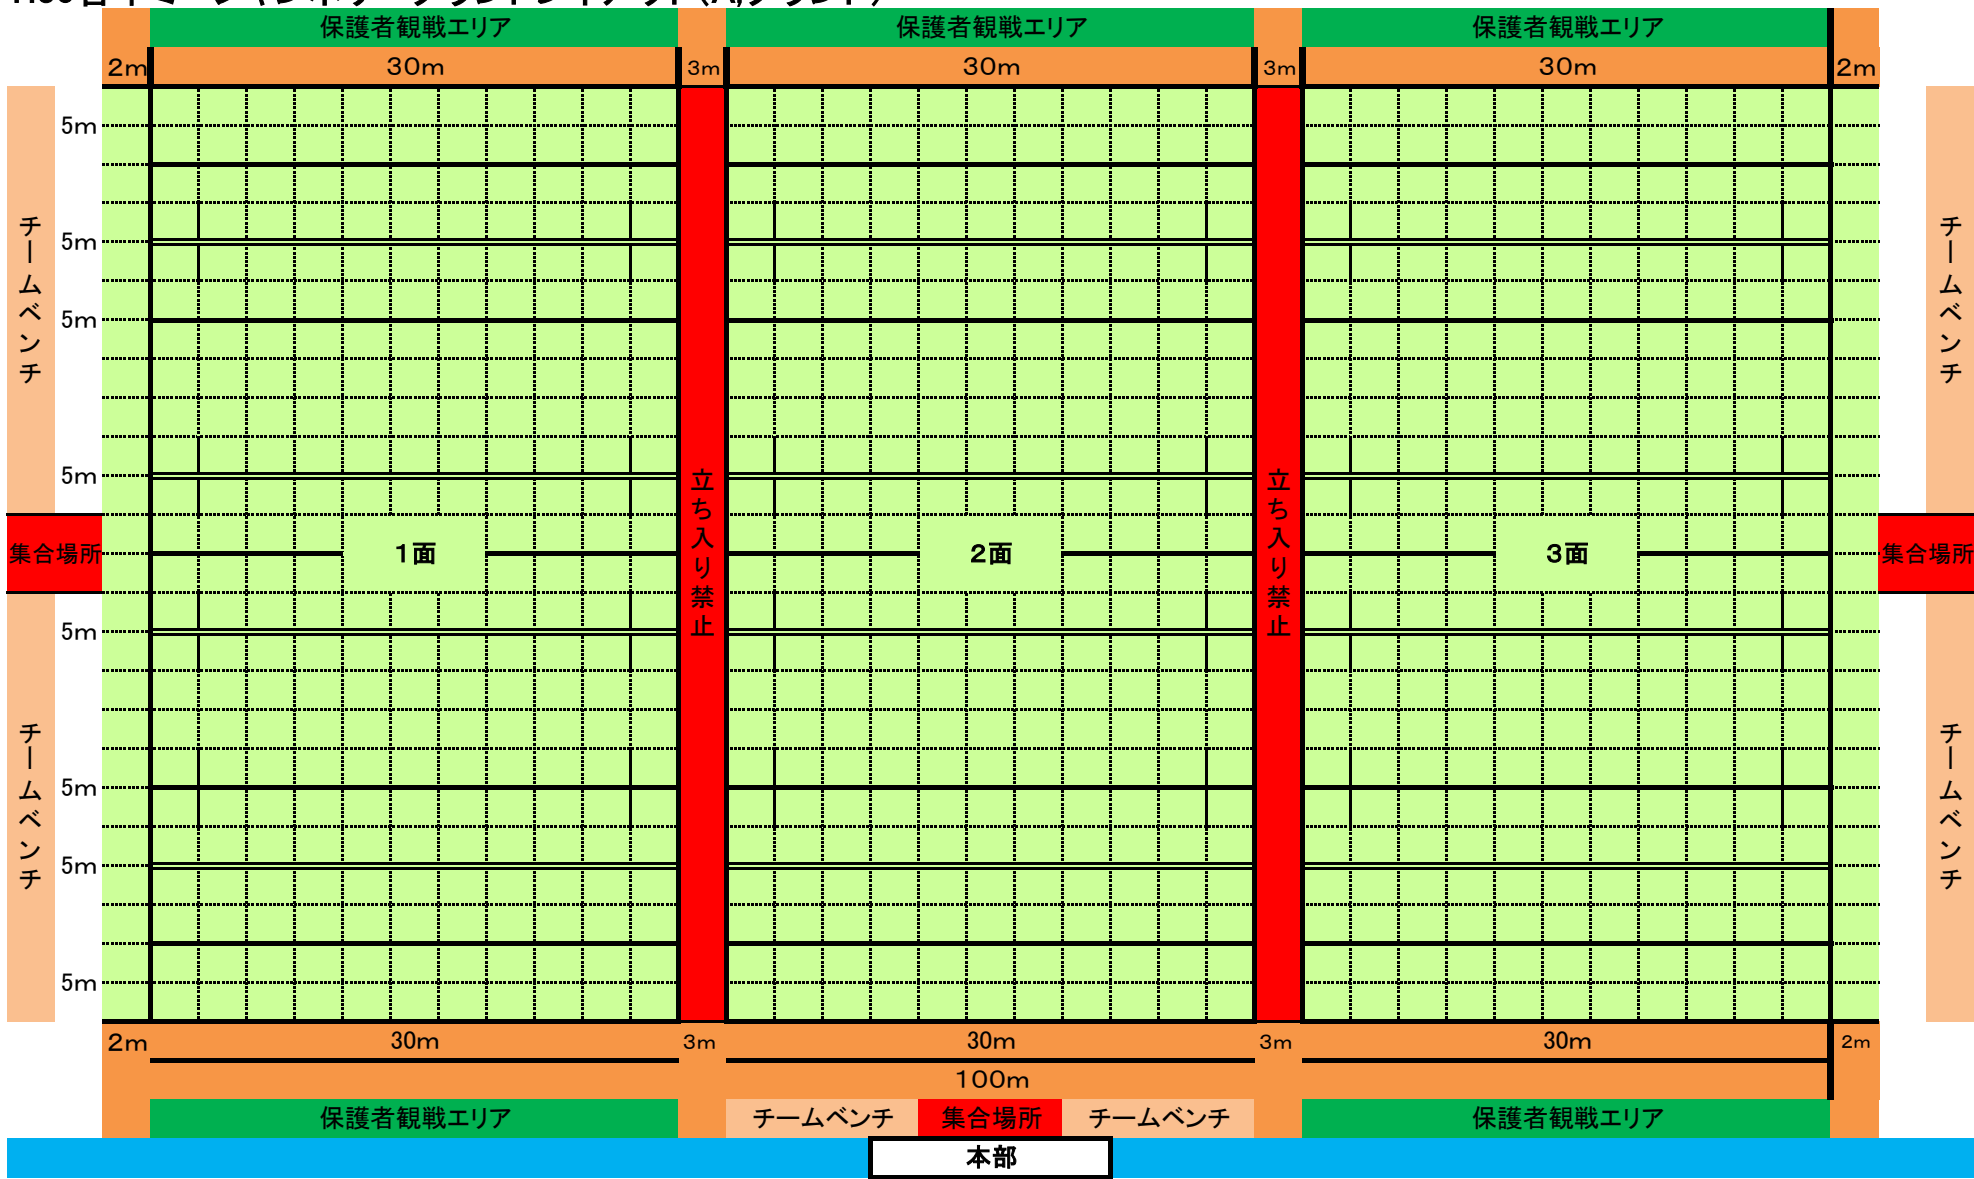 保護者観戦エリア 保護者観戦エリア 保護者観戦エリア
2m 30m 3m 30m 3m 30m 2m
5m
5m
5m
5m
5m
5m
5m
5m
チームベンチ
集合場所
チームベンチ
1面
立ち入り禁止
2面
立ち入り禁止
3面
チームベンチ
集合場所
チームベンチ
2m 30m 3m 30m 3m 30m 2m
100m
保護者観戦エリア チームベンチ 集合場所 チームベンチ 保護者観戦エリア
本部